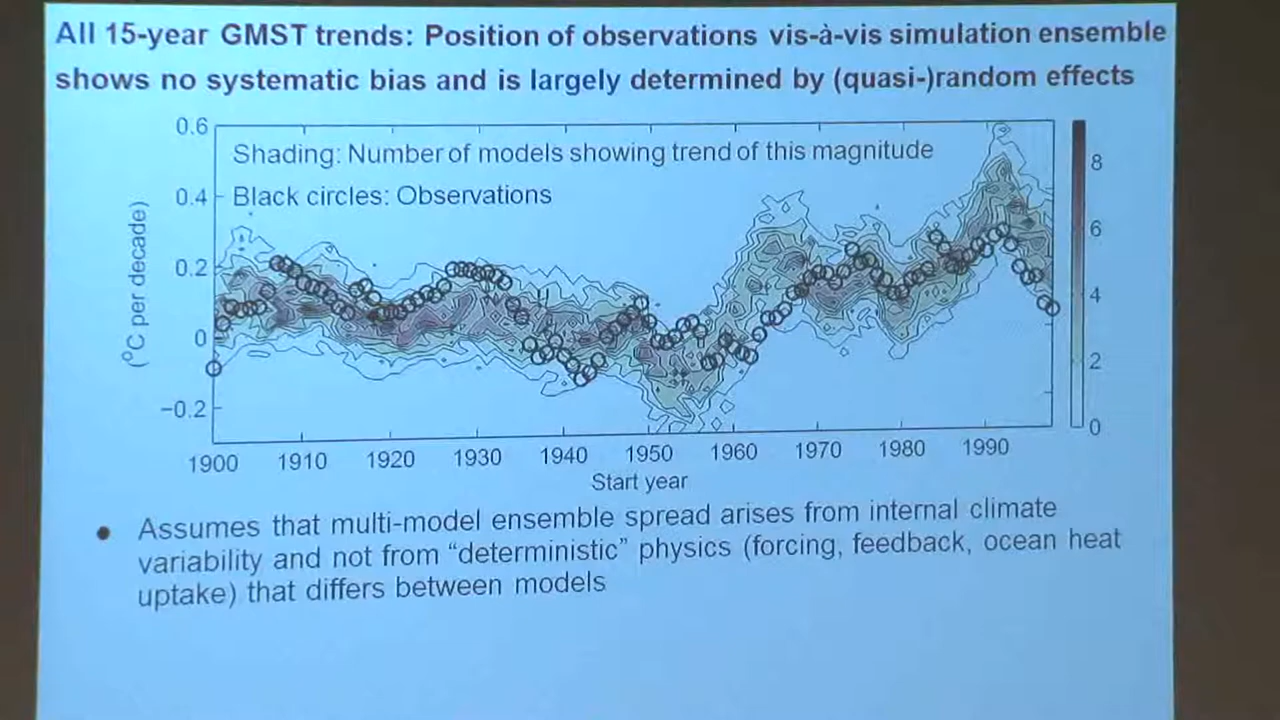 All 15-year GMST trends: Position of observations vis-à-vis simulation ensemble
shows no systematic bias and is largely determined by (quasi-)random effects
0.6
0.4
0.2
0
−0.2
(°C per decade)
Shading: Number of models showing trend of this magnitude
Black circles: Observations
8
6
4
2
0
1900 1910 1920 1930 1940 1950 1960 1970 1980 1990
Start year
● Assumes that multi-model ensemble spread arises from internal climate
variability and not from “deterministic” physics (forcing, feedback, ocean heat
uptake) that differs between models